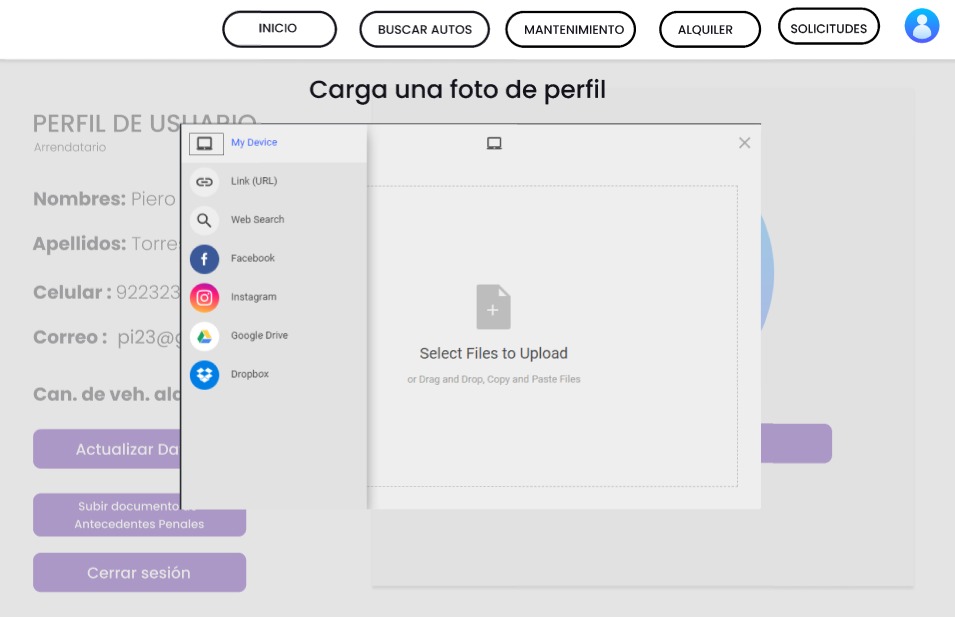 INICIO
BUSCAR AUTOS
MANTENIMIENTO
ALQUILER
SOLICITUDES
Carga una foto de perfil
PERFIL DE USUARIO
Arrendatario
Nombres: Piero
Apellidos: Torres
Celular : 922323
Correo : pi23@g
Can. de veh. alq
Actualizar Da
Subir documento
Antecedentes Penales
Cerrar sesión
My Device
Link (URL)
Web Search
Facebook
Instagram
Google Drive
Dropbox
Select Files to Upload
or Drag and Drop, Copy and Paste Files